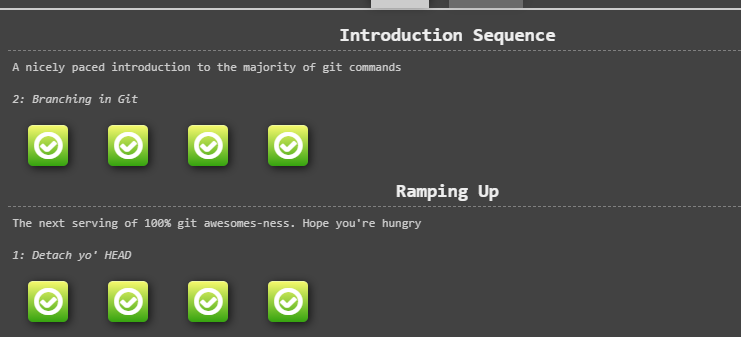 Introduction Sequence
A nicely paced introduction to the majority of git commands
2: Branching in Git
Ramping Up
The next serving of 100% git awesomes-ness. Hope you're hungry
1: Detach yo' HEAD